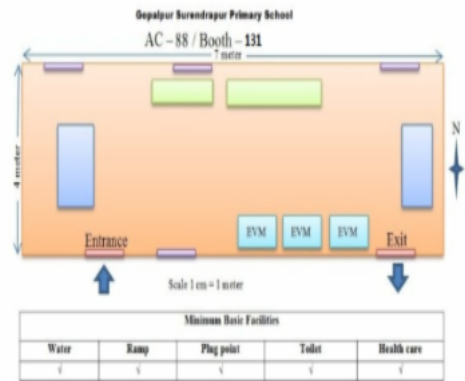 Gopalpur Surendrapur Primary School
AC – 88 / Booth – 131
7 meter
4 meter
N
EVM EVM EVM
Entrance
Exit
Scale 1 cm = 1 meter
Minimum Basic Facilities
Water Ramp Plug point Toilet Health care
√ √ √ √ √